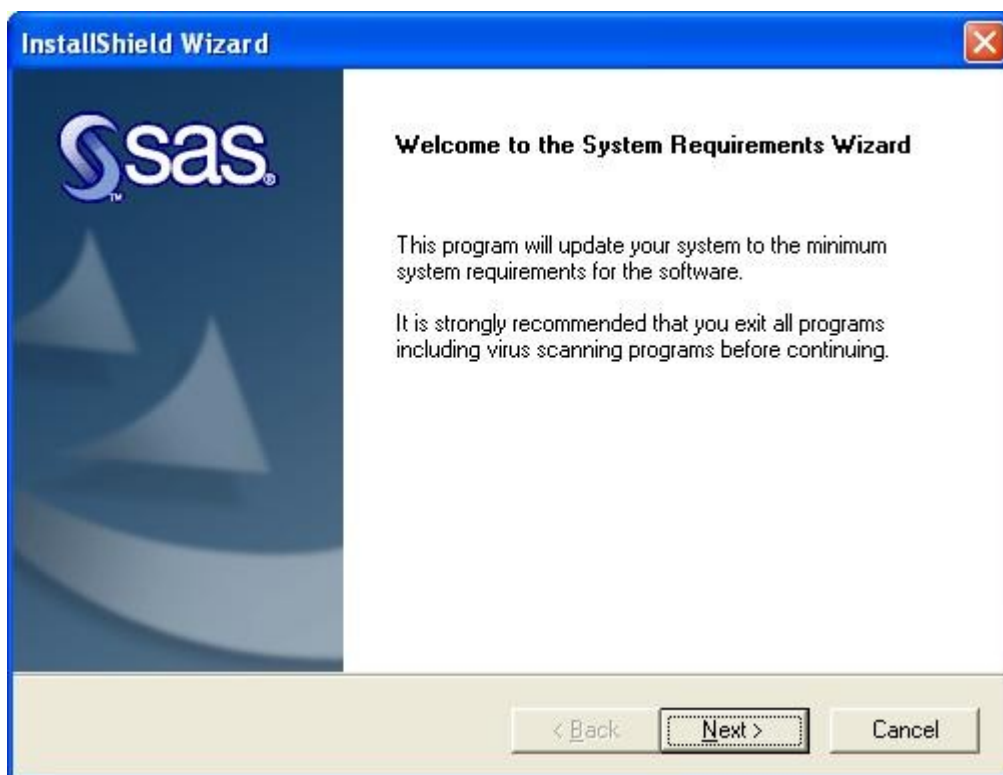 InstallShield Wizard
sas®
TM
Welcome to the System Requirements Wizard
This program will update your system to the minimum
system requirements for the software.
It is strongly recommended that you exit all programs
including virus scanning programs before continuing.
< Back Next > Cancel